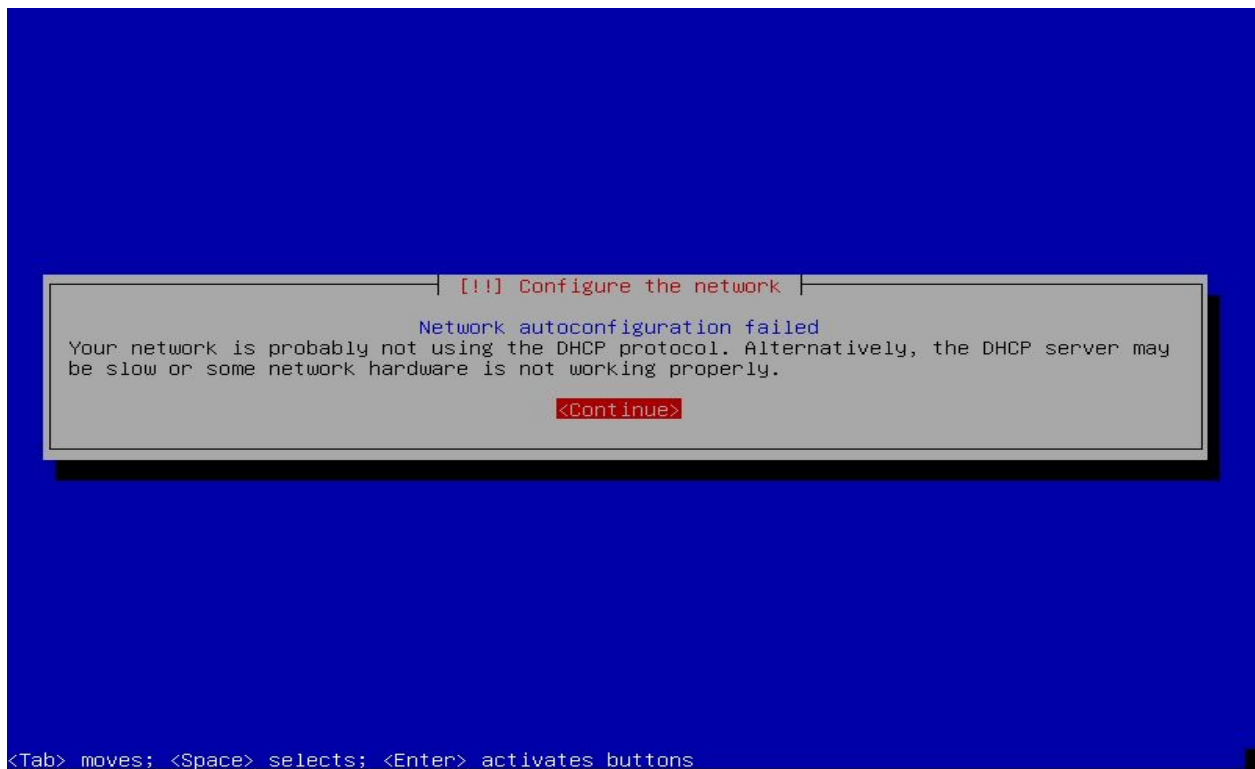 [!!] Configure the network
Network autoconfiguration failed
Your network is probably not using the DHCP protocol. Alternatively, the DHCP server may
be slow or some network hardware is not working properly.
<Continue>
<Tab> moves; <Space> selects; <Enter> activates buttons